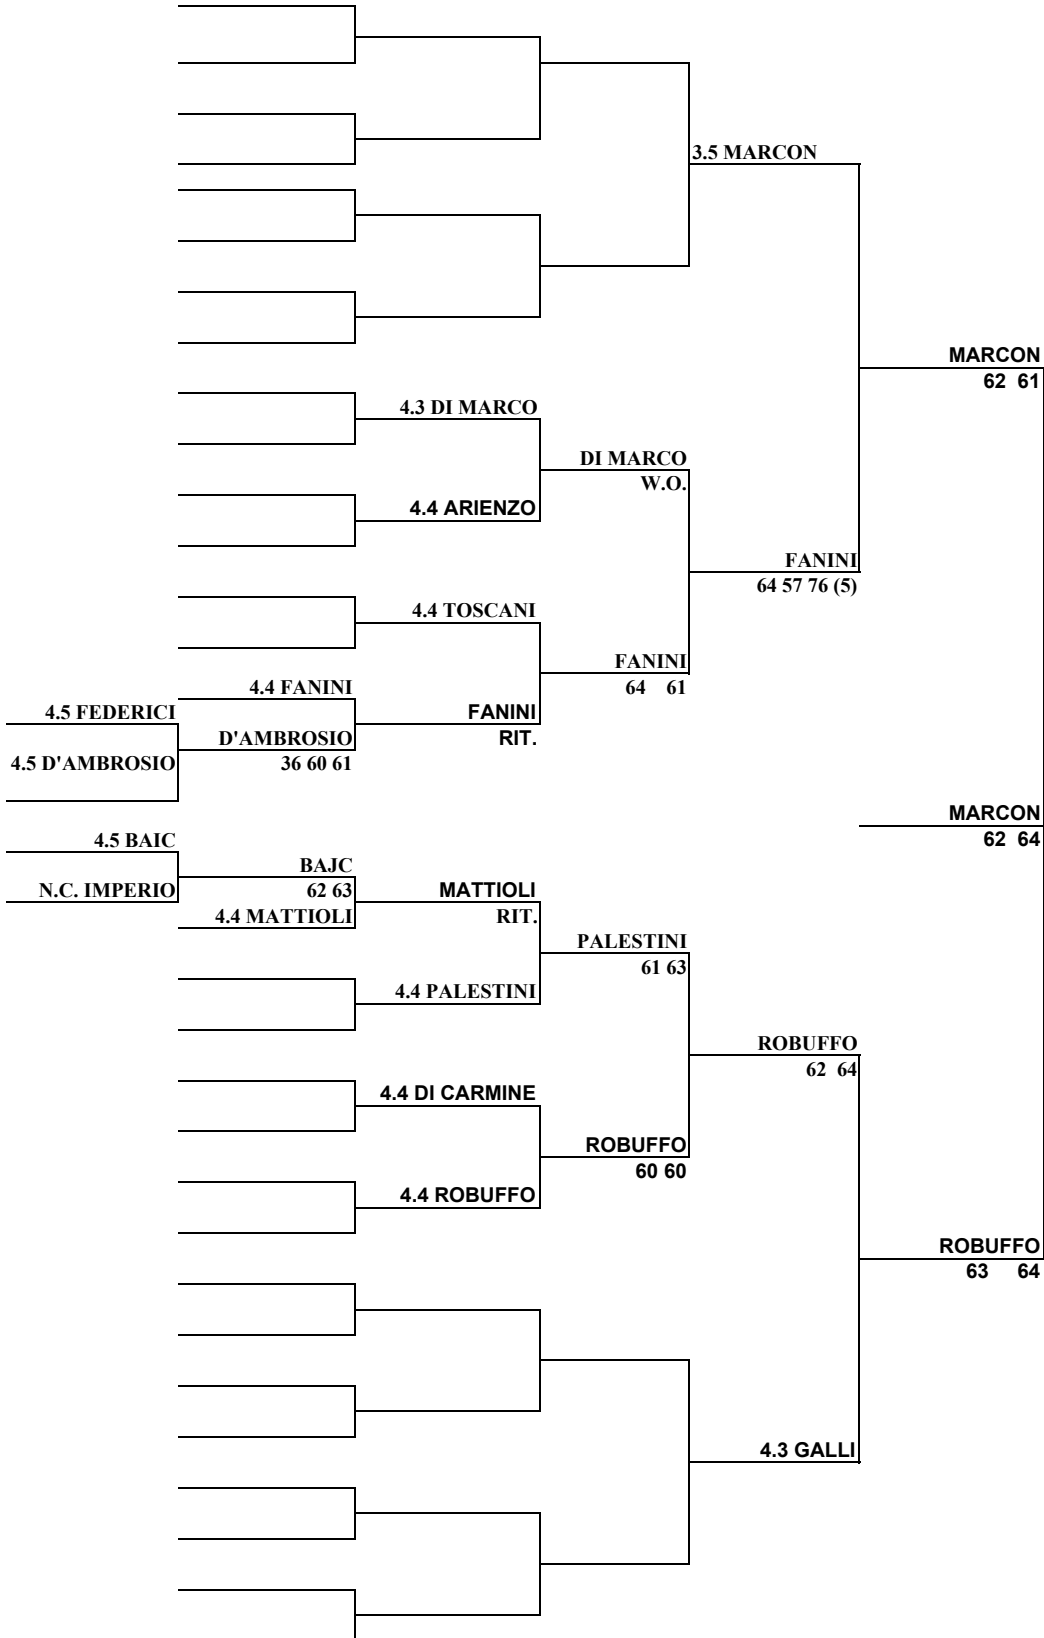 3.5 MARCON
MARCON
62 61
4.3 DI MARCO
DI MARCO
W.O.
4.4 ARIENZO
FANINI
64 57 76 (5)
4.4 TOSCANI
FANINI
64 61
4.4 FANINI
4.5 FEDERICI
FANINI
D'AMBROSIO
RIT.
4.5 D'AMBROSIO
36 60 61
MARCON
62 64
4.5 BAIC
BAJC
N.C. IMPERIO
62 63
MATTIOLI
4.4 MATTIOLI
RIT.
PALESTINI
61 63
4.4 PALESTINI
ROBUFFO
62 64
4.4 DI CARMINE
ROBUFFO
60 60
4.4 ROBUFFO
ROBUFFO
63 64
4.3 GALLI